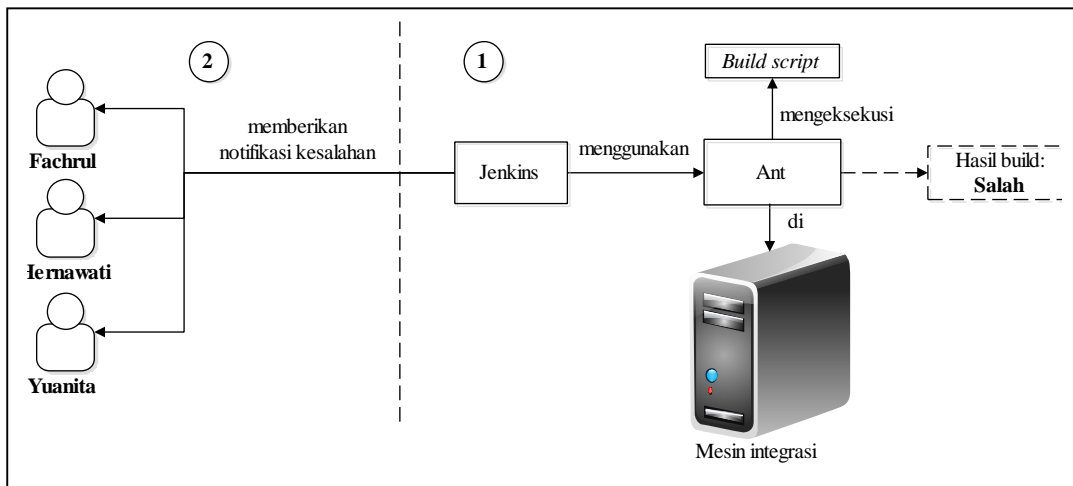 2
1
Build script
memberikan
notifikasi kesalahan
mengeksekusi
Fachrul
Jenkins
menggunakan
Ant
Hasil build:
Salah
di
Iernawati
Yuanita
Mesin integrasi